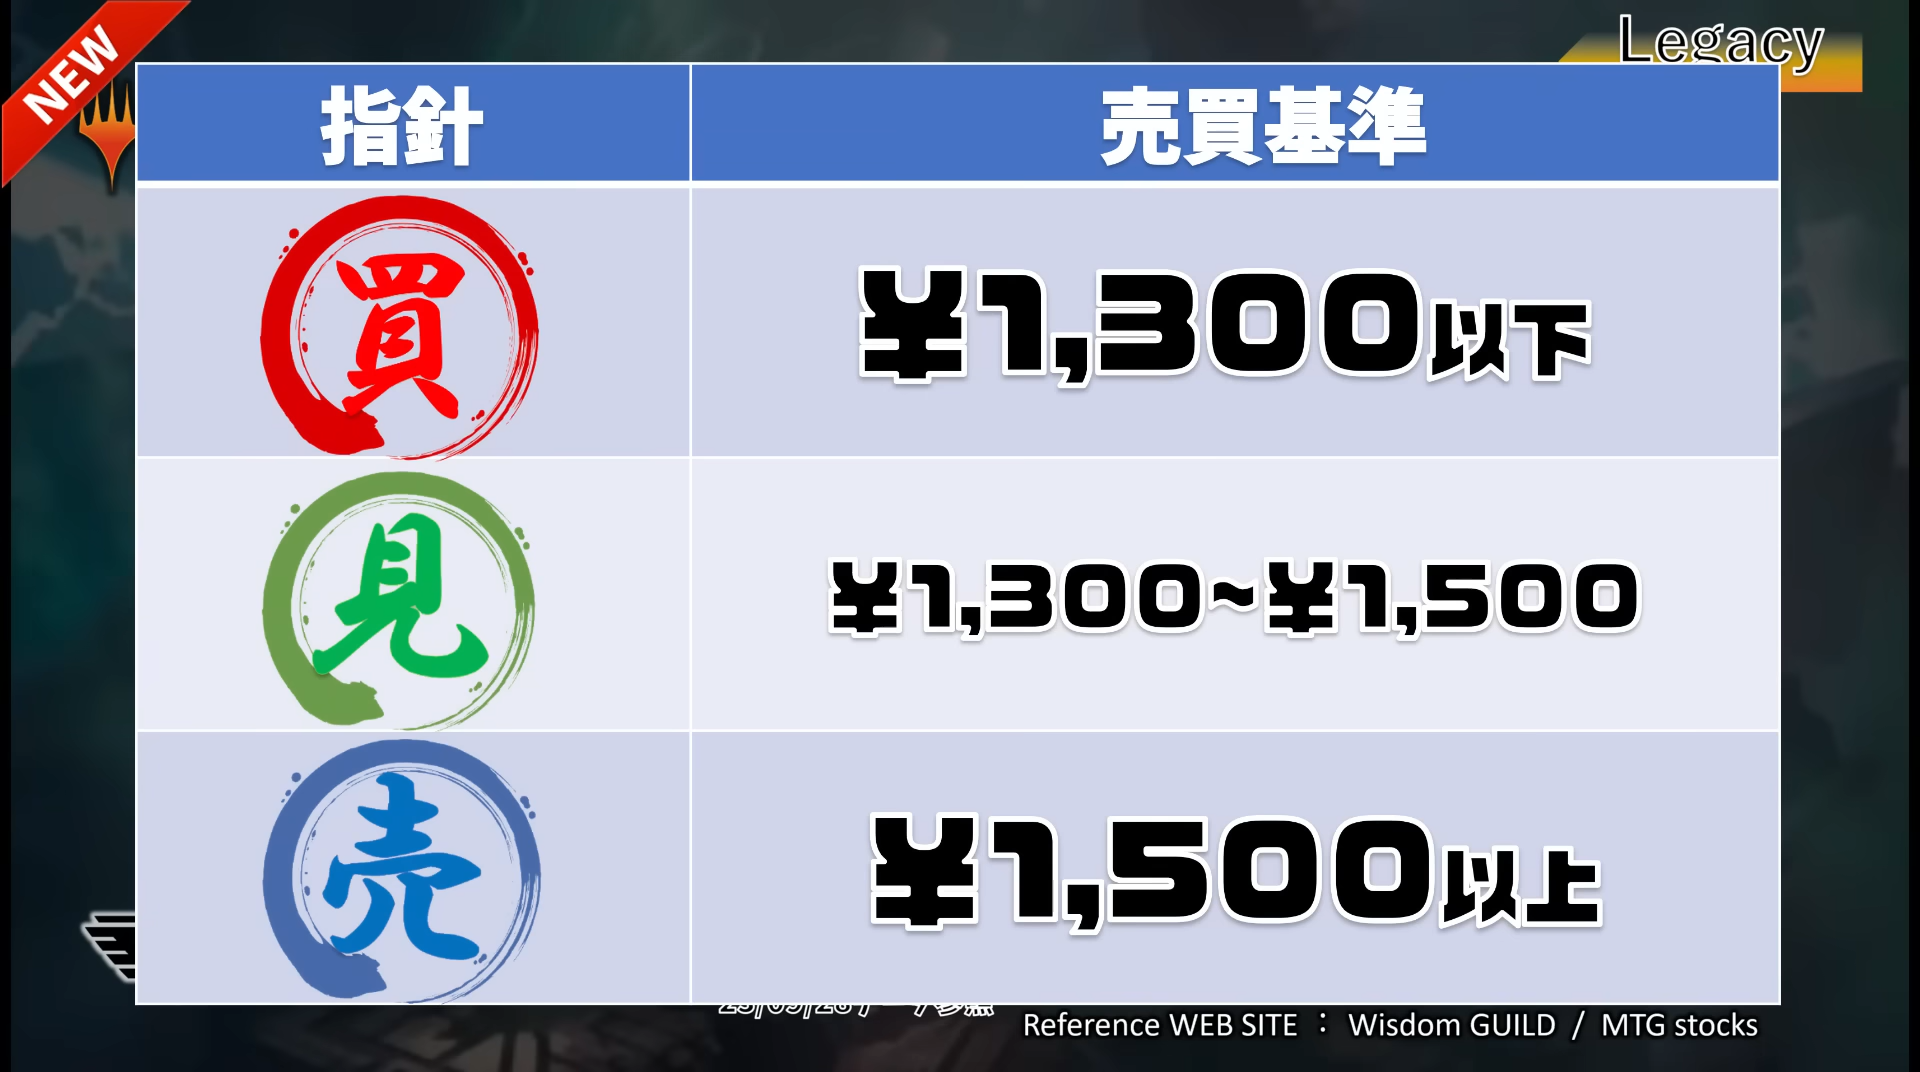 NEW
Legacy
指針
売買基準
買
¥1,300以下
見
¥1,300~¥1,500
売
¥1,500以上
Reference WEB SITE : Wisdom GUILD / MTG stocks